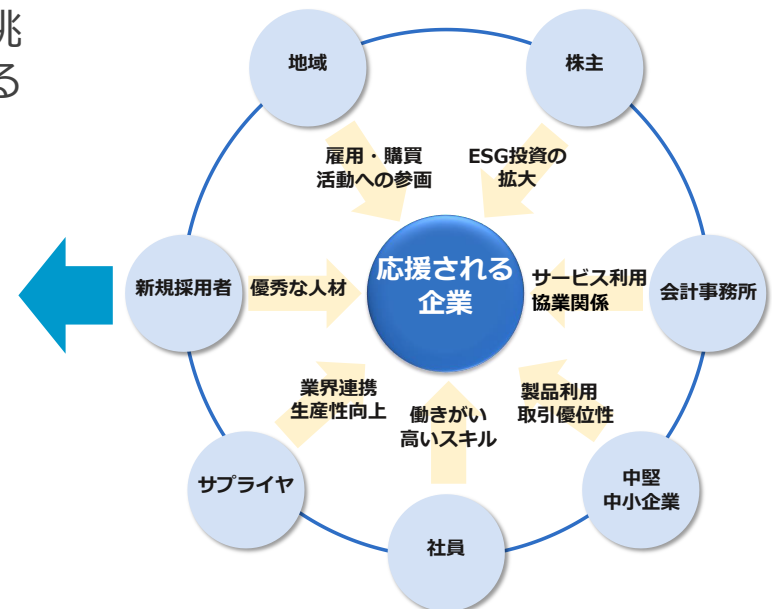 兆
る
地域
株主
雇用・購買
活動への参画
ESG投資の
拡大
応援される
企業
新規採用者
優秀な人材
サービス利用
協業関係
会計事務所
業界連携
生産性向上
働きがい
高いスキル
製品利用
取引優位性
サプライヤ
中堅
中小企業
社員